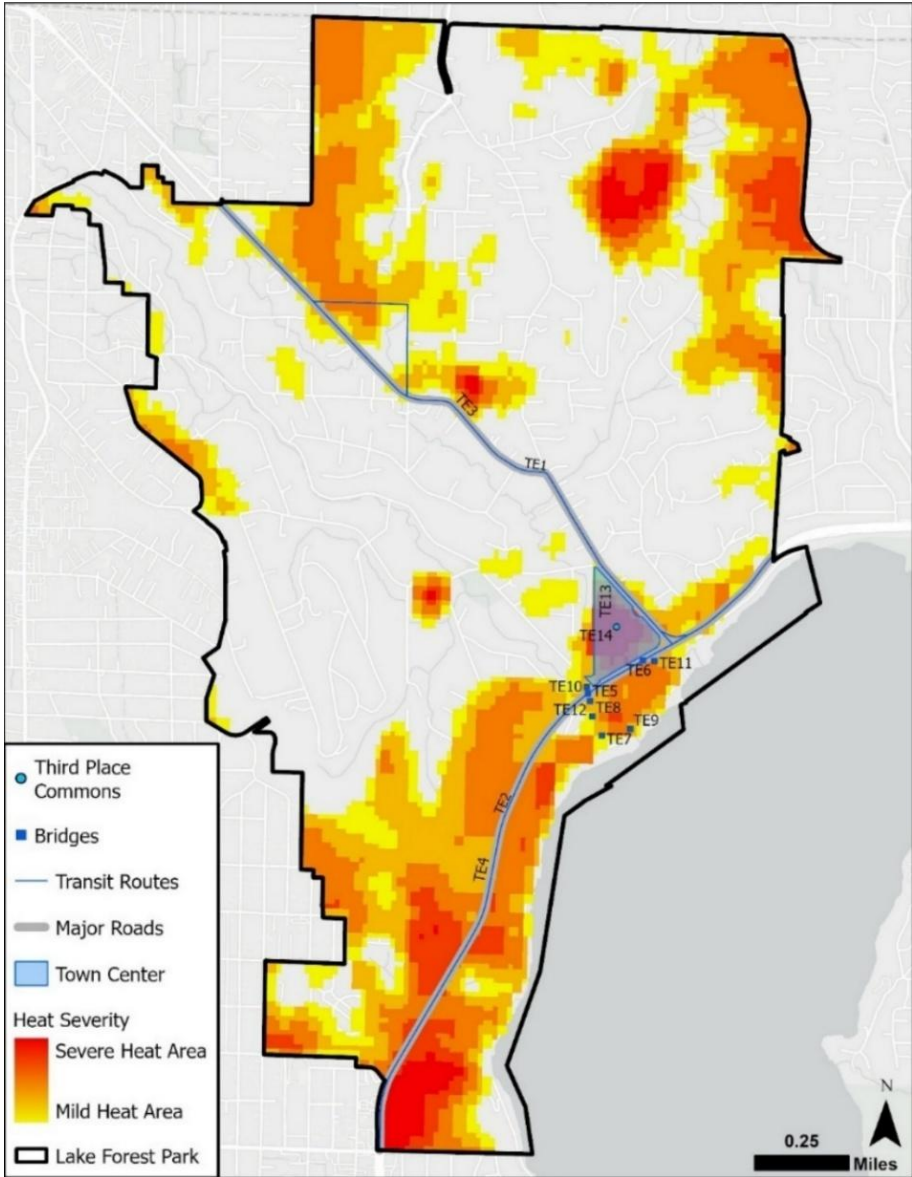 TE3
TE1
TE13
TE14
TE6
TE11
TE10
TE5
TE8
TE12
TE9
TE7
TE2
TE4
Third Place
Commons
Bridges
Transit Routes
Major Roads
Town Center
Heat Severity
Severe Heat Area
Mild Heat Area
Lake Forest Park
N
0.25
Miles